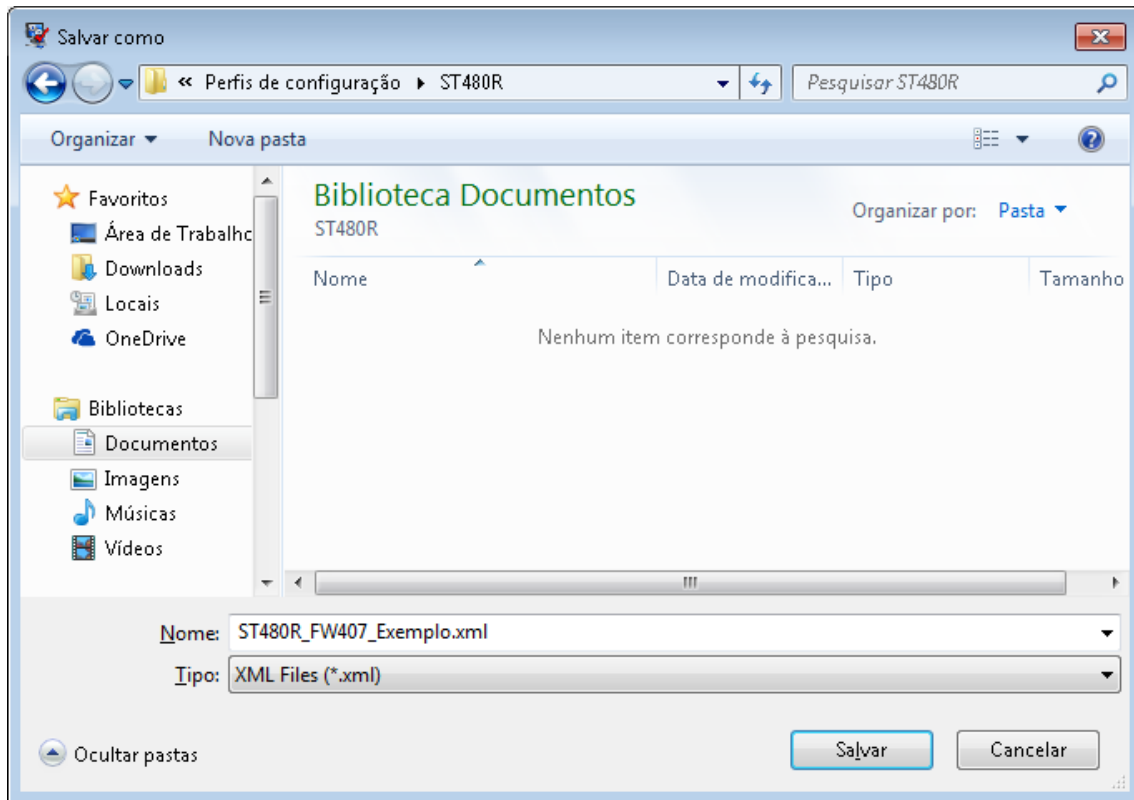 Salvar como
« Perfis de configuração ▸ ST480R
Pesquisar ST480R
Organizar
Nova pasta
Favoritos
Área de Trabalhc
Downloads
Locais
OneDrive
Bibliotecas
Documentos
Imagens
Músicas
Vídeos
Biblioteca Documentos
ST480R
Organizar por: Pasta
Nome Data de modifica... Tipo Tamanho
Nenhum item corresponde à pesquisa.
Nome: ST480R_FW407_Exemplo.xml
Tipo: XML Files (*.xml)
Ocultar pastas
Salvar
Cancelar